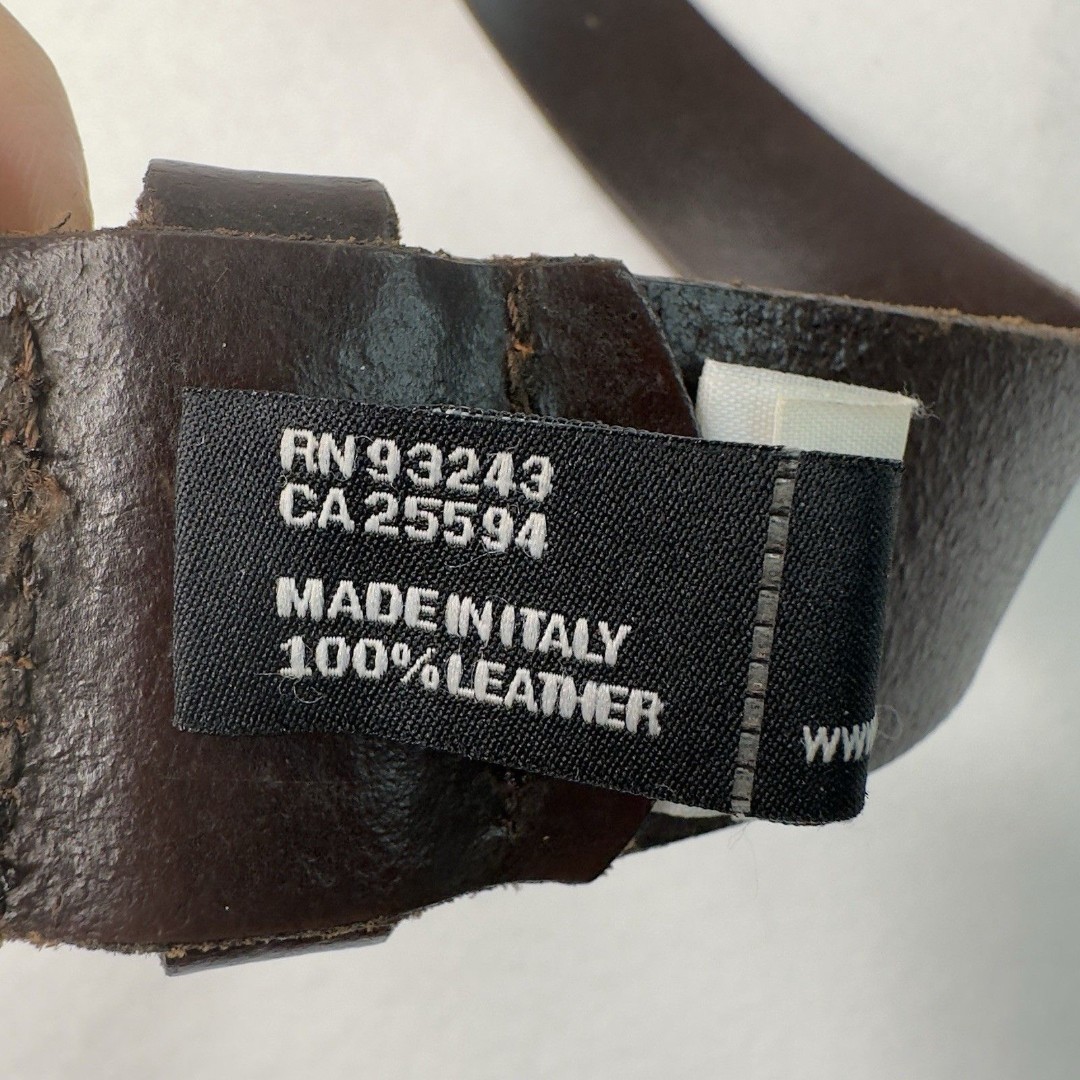 RN 93243
CA 25594
MADE IN ITALY
100% LEATHER
WWW